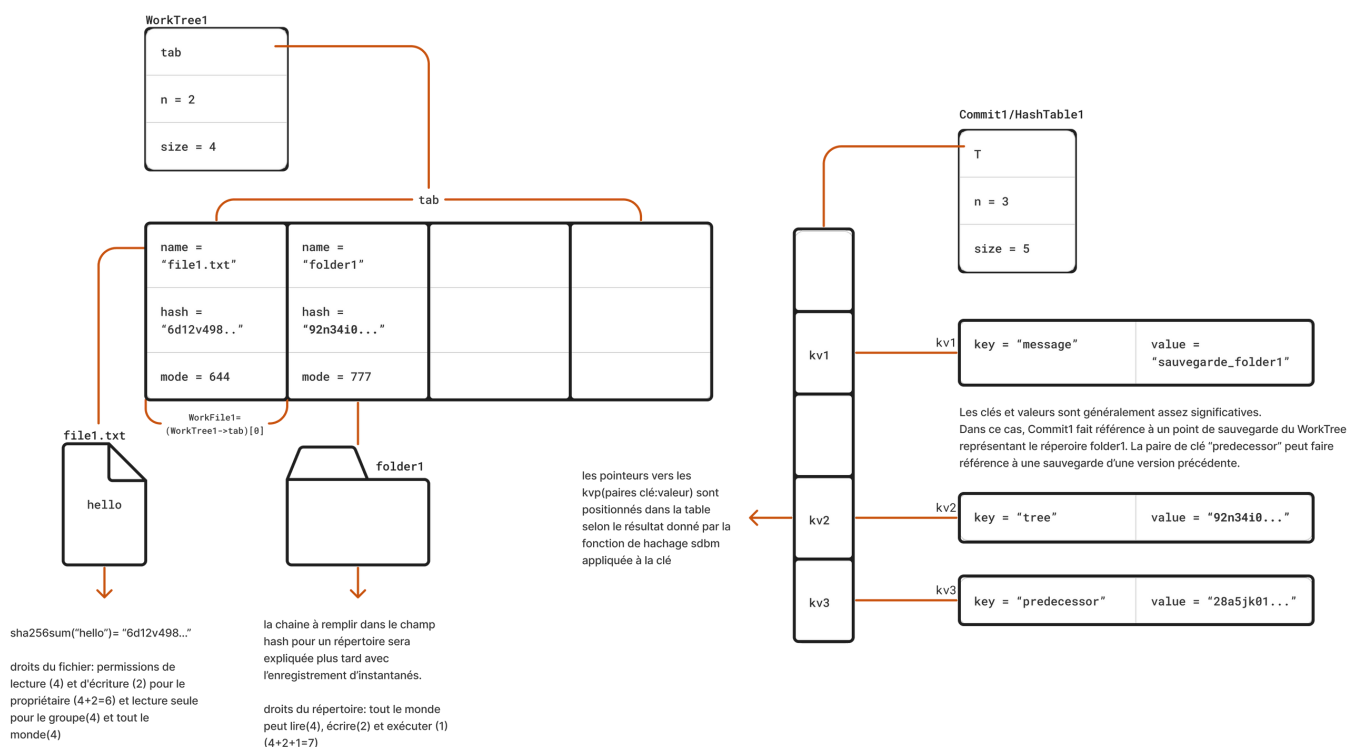 WorkTree1
tab
n = 2
size = 4
tab
name =
“file1.txt”
hash =
“6d12v498..”
mode = 644
name =
“folder1”
hash =
“92n34i0...”
mode = 777
WorkFile1=
(WorkTree1->tab)[0]
file1.txt
hello
folder1
sha256sum(“hello”)= “6d12v498...”
droits du fichier: permissions de
lecture (4) et d'écriture (2) pour le
propriétaire (4+2=6) et lecture seule
pour le groupe(4) et tout le
monde(4)
la chaine à remplir dans le champ
hash pour un répertoire sera
expliquée plus tard avec
l’enregistrement d’instantanés.
droits du répertoire: tout le monde
peut lire(4), écrire(2) et exécuter (1)
(4+2+1=7)
Commit1/HashTable1
T
n = 3
size = 5
kv1
kv2
kv3
les pointeurs vers les
kvp(paires clé:valeur) sont
positionnés dans la table
selon le résultat donné par la
fonction de hachage sdbm
appliquée à la clé
kv1
key = “message”
value =
“sauvegarde_folder1”
Les clés et valeurs sont généralement assez significatives.
Dans ce cas, Commit1 fait référence à un point de sauvegarde du WorkTree
représentant le réperoire folder1. La paire de clé “predecessor” peut faire
référence à une sauvegarde d’une version précédente.
kv2
key = “tree”
value = “92n34i0...”
kv3
key = “predecessor”
value = “28a5jk01...”